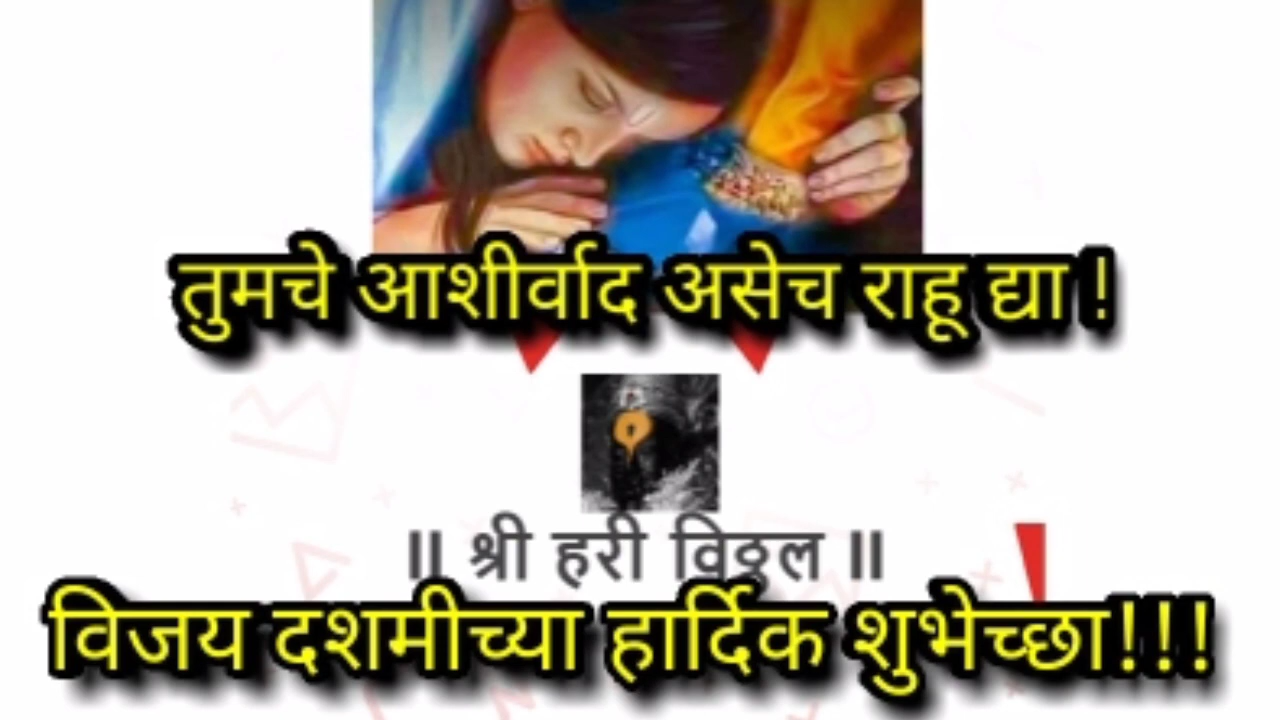 तुमचे आशीर्वाद असेच राहू द्या !
॥ श्री हरी विठ्ठल ॥
विजय दशमीच्या हार्दिक शुभेच्छा!!!